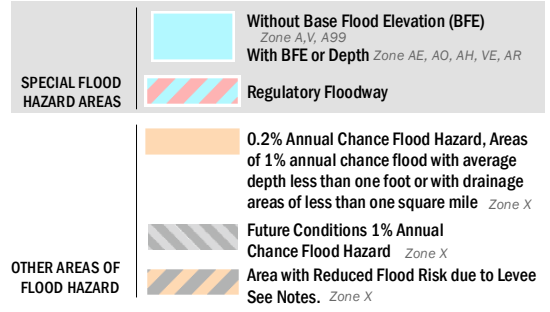 SPECIAL FLOOD
HAZARD AREAS
Without Base Flood Elevation (BFE)
Zone A,V, A99
With BFE or Depth Zone AE, AO, AH, VE, AR
Regulatory Floodway
OTHER AREAS OF
FLOOD HAZARD
0.2% Annual Chance Flood Hazard, Areas
of 1% annual chance flood with average
depth less than one foot or with drainage
areas of less than one square mile Zone X
Future Conditions 1% Annual
Chance Flood Hazard Zone X
Area with Reduced Flood Risk due to Levee
See Notes. Zone X